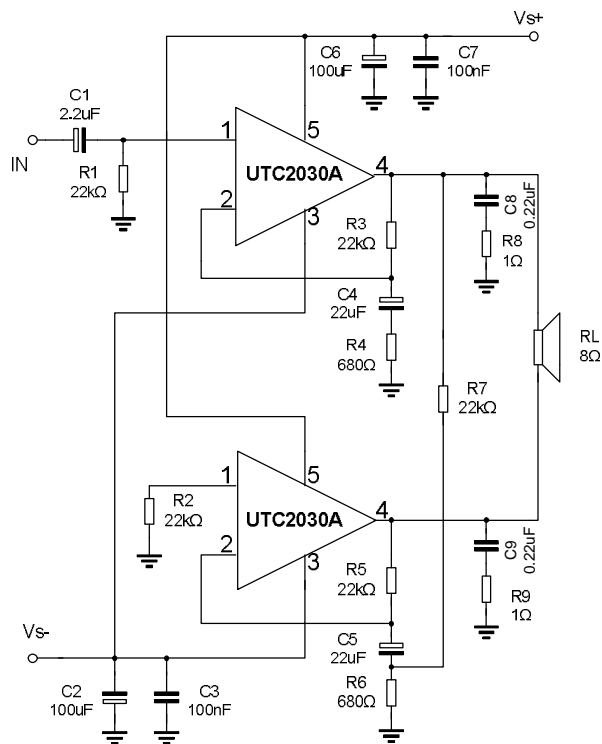 Vs+
C6
100uF
C7
100nF
C1
2.2uF
IN
R1
22kΩ
1
2
3
4
5
UTC2030A
R3
22kΩ
C4
22uF
R4
680Ω
C8
0.22uF
R8
1Ω
RL
8Ω
R7
22kΩ
R2
22kΩ
1
2
3
4
5
UTC2030A
R5
22kΩ
C5
22uF
R6
680Ω
C9
0.22uF
R9
1Ω
Vs-
C2
100uF
C3
100nF